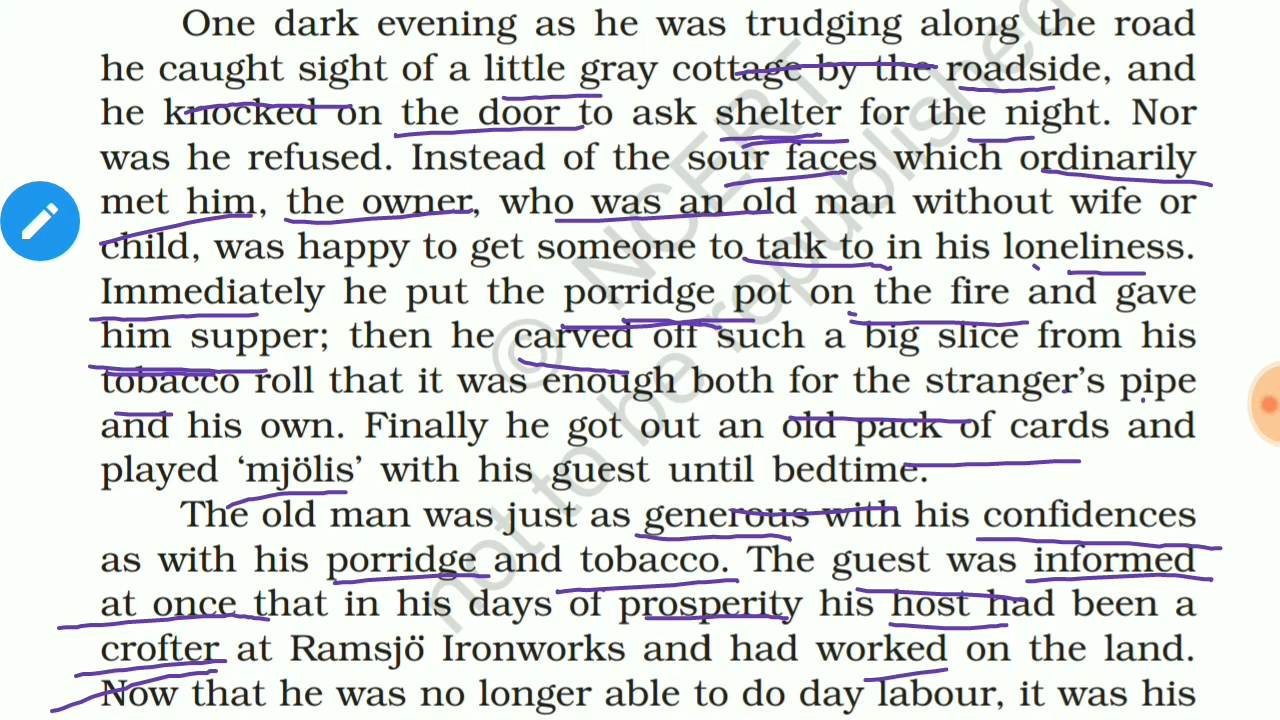 One dark evening as he was trudging along the road
he caught sight of a little gray cottage by the roadside, and
he knocked on the door to ask shelter for the night. Nor
was he refused. Instead of the sour faces which ordinarily
met him, the owner, who was an old man without wife or
child, was happy to get someone to talk to in his loneliness.
Immediately he put the porridge pot on the fire and gave
him supper; then he carved off such a big slice from his
tobacco roll that it was enough both for the stranger's pipe
and his own. Finally he got out an old pack of cards and
played ‘mjölis’ with his guest until bedtime.
The old man was just as generous with his confidences
as with his porridge and tobacco. The guest was informed
at once that in his days of prosperity his host had been a
crofter at Ramsjö Ironworks and had worked on the land.
Now that he was no longer able to do day labour, it was his
© NCERT
not to be republished